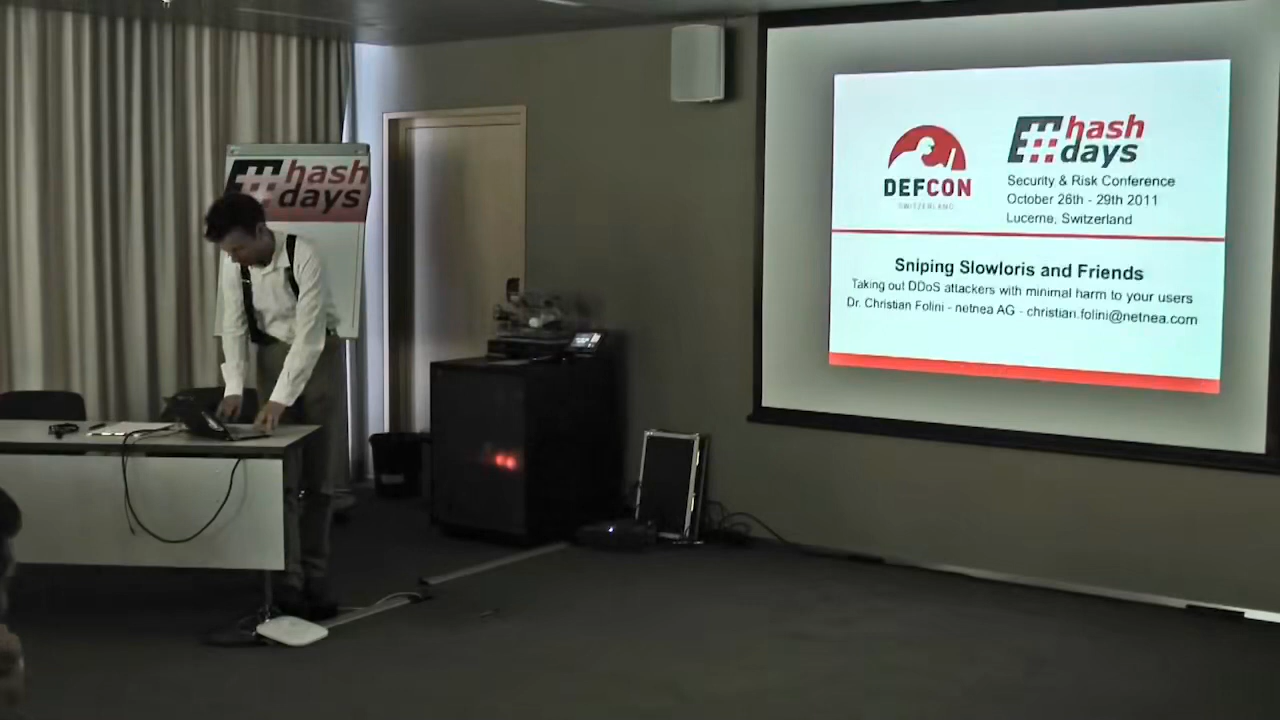 hash
days
DEFCON
SWITZERLAND
hash
days
Security & Risk Conference
October 26th - 29th 2011
Lucerne, Switzerland
Sniping Slowloris and Friends
Taking out DDoS attackers with minimal harm to your users
Dr. Christian Folini - netnea AG - christian.folini@netnea.com